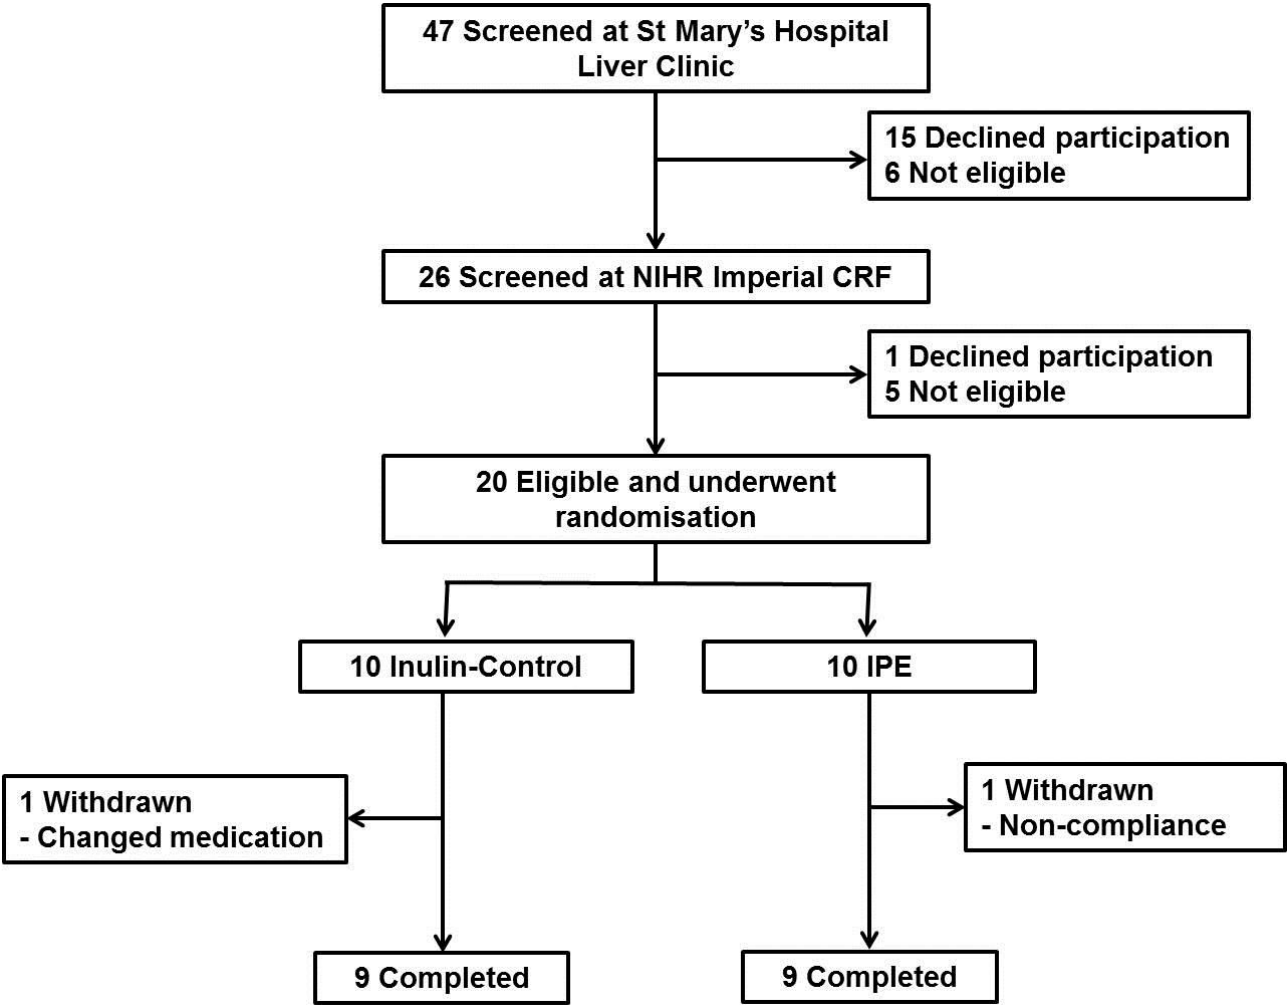 47 Screened at St Mary’s Hospital
Liver Clinic
15 Declined participation
6 Not eligible
26 Screened at NIHR Imperial CRF
1 Declined participation
5 Not eligible
20 Eligible and underwent
randomisation
10 Inulin-Control
10 IPE
1 Withdrawn
- Changed medication
1 Withdrawn
- Non-compliance
9 Completed
9 Completed